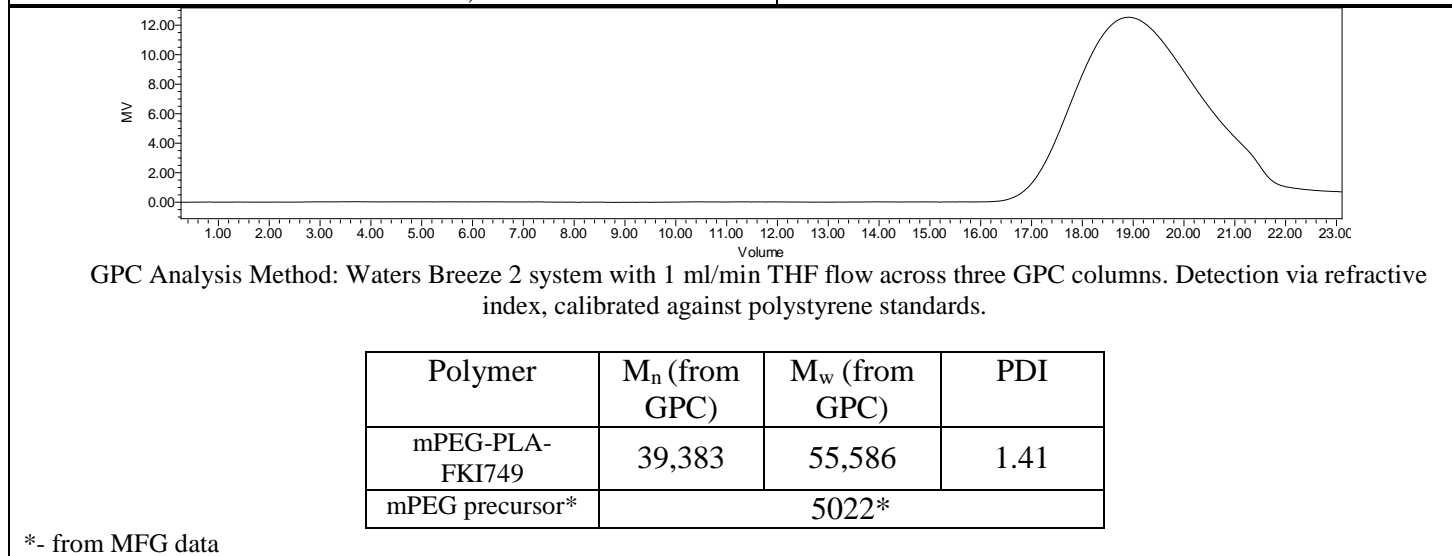 12.00
10.00
8.00
6.00
4.00
2.00
0.00
MV
1.00 2.00 3.00 4.00 5.00 6.00 7.00 8.00 9.00 10.00 11.00 12.00 13.00 14.00 15.00 16.00 17.00 18.00 19.00 20.00 21.00 22.00 23.00
Volume
GPC Analysis Method: Waters Breeze 2 system with 1 ml/min THF flow across three GPC columns. Detection via refractive
index, calibrated against polystyrene standards.
Polymer Mn (from Mw (from PDI
GPC) GPC)
mPEG-PLA-
FKI749 39,383 55,586 1.41
mPEG precursor* 5022*
*- from MFG data